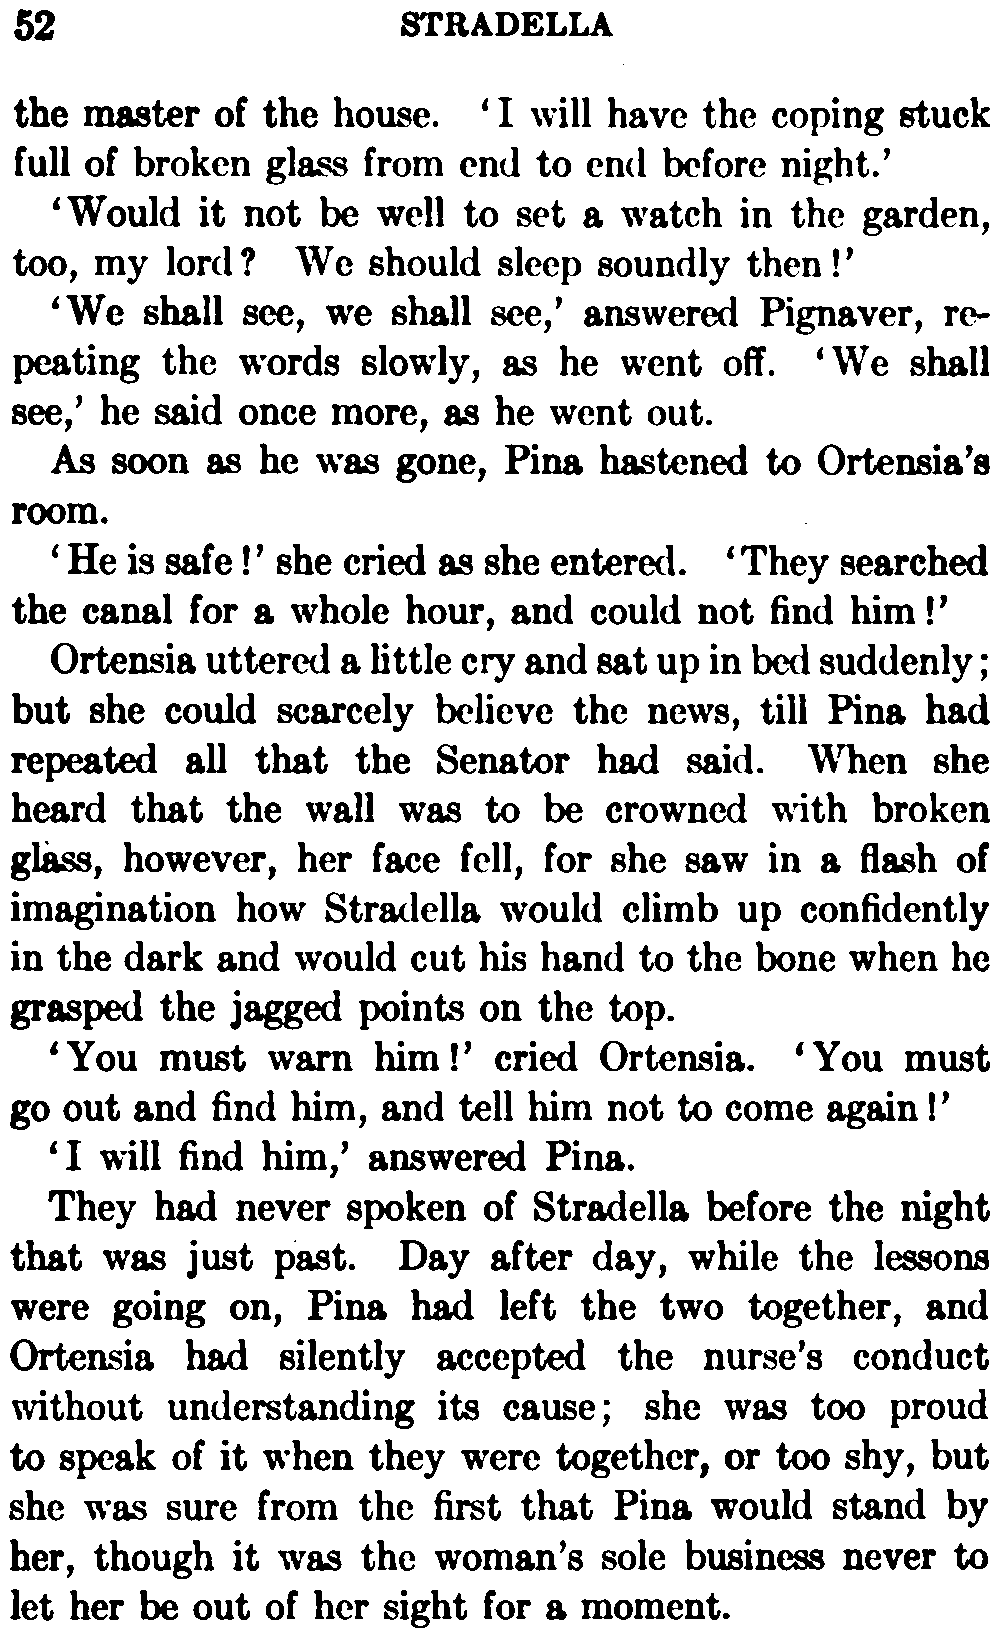 52 STRADELLA
the master of the house. ‘I will have the coping stuck
full of broken glass from end to end before night.’
‘Would it not be well to set a watch in the garden,
too, my lord? We should sleep soundly then!’
‘We shall see, we shall see,’ answered Pignaver, re-
peating the words slowly, as he went off. ‘We shall
see,’ he said once more, as he went out.
As soon as he was gone, Pina hastened to Ortensia’s
room.
‘He is safe!’ she cried as she entered. ‘They searched
the canal for a whole hour, and could not find him!’
Ortensia uttered a little cry and sat up in bed suddenly;
but she could scarcely believe the news, till Pina had
repeated all that the Senator had said. When she
heard that the wall was to be crowned with broken
glass, however, her face fell, for she saw in a flash of
imagination how Stradella would climb up confidently
in the dark and would cut his hand to the bone when he
grasped the jagged points on the top.
‘You must warn him!’ cried Ortensia. ‘You must
go out and find him, and tell him not to come again!’
‘I will find him,’ answered Pina.
They had never spoken of Stradella before the night
that was just past. Day after day, while the lessons
were going on, Pina had left the two together, and
Ortensia had silently accepted the nurse’s conduct
without understanding its cause; she was too proud
to speak of it when they were together, or too shy, but
she was sure from the first that Pina would stand by
her, though it was the woman’s sole business never to
let her be out of her sight for a moment.